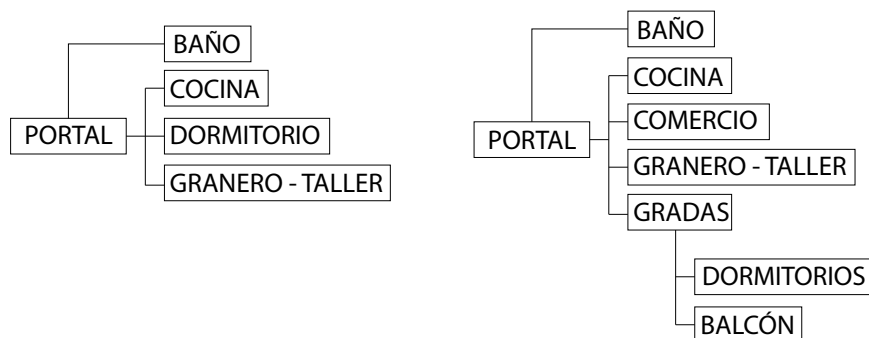 BAÑO
COCINA
PORTAL
DORMITORIO
GRANERO - TALLER
BAÑO
COCINA
COMERCIO
PORTAL
GRANERO - TALLER
GRADAS
DORMITORIOS
BALCÓN